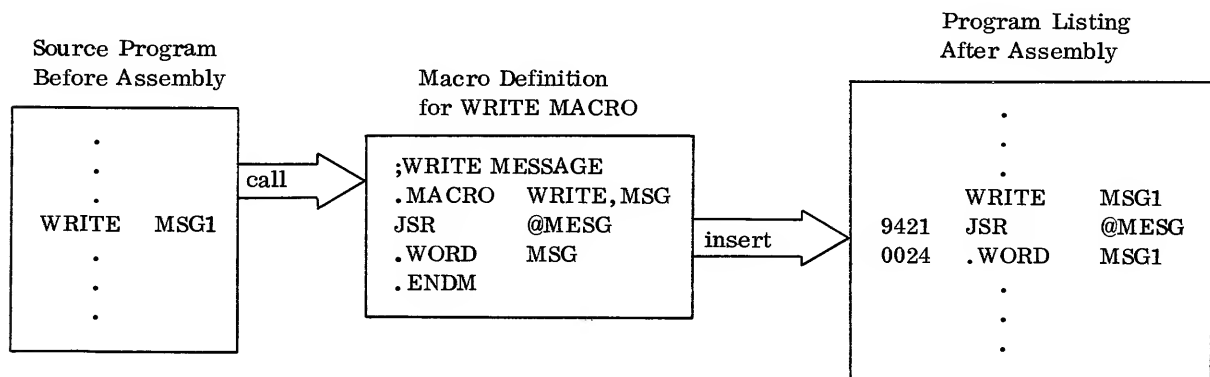 Source Program
Before Assembly
.
.
.
WRITE MSG1
.
.
.
call
Macro Definition
for WRITE MACRO
;WRITE MESSAGE
.MACRO WRITE,MSG
JSR @MESG
.WORD MSG
.ENDM
insert
Program Listing
After Assembly
.
.
.
WRITE MSG1
9421 JSR @MESG
0024 .WORD MSG1
.
.
.